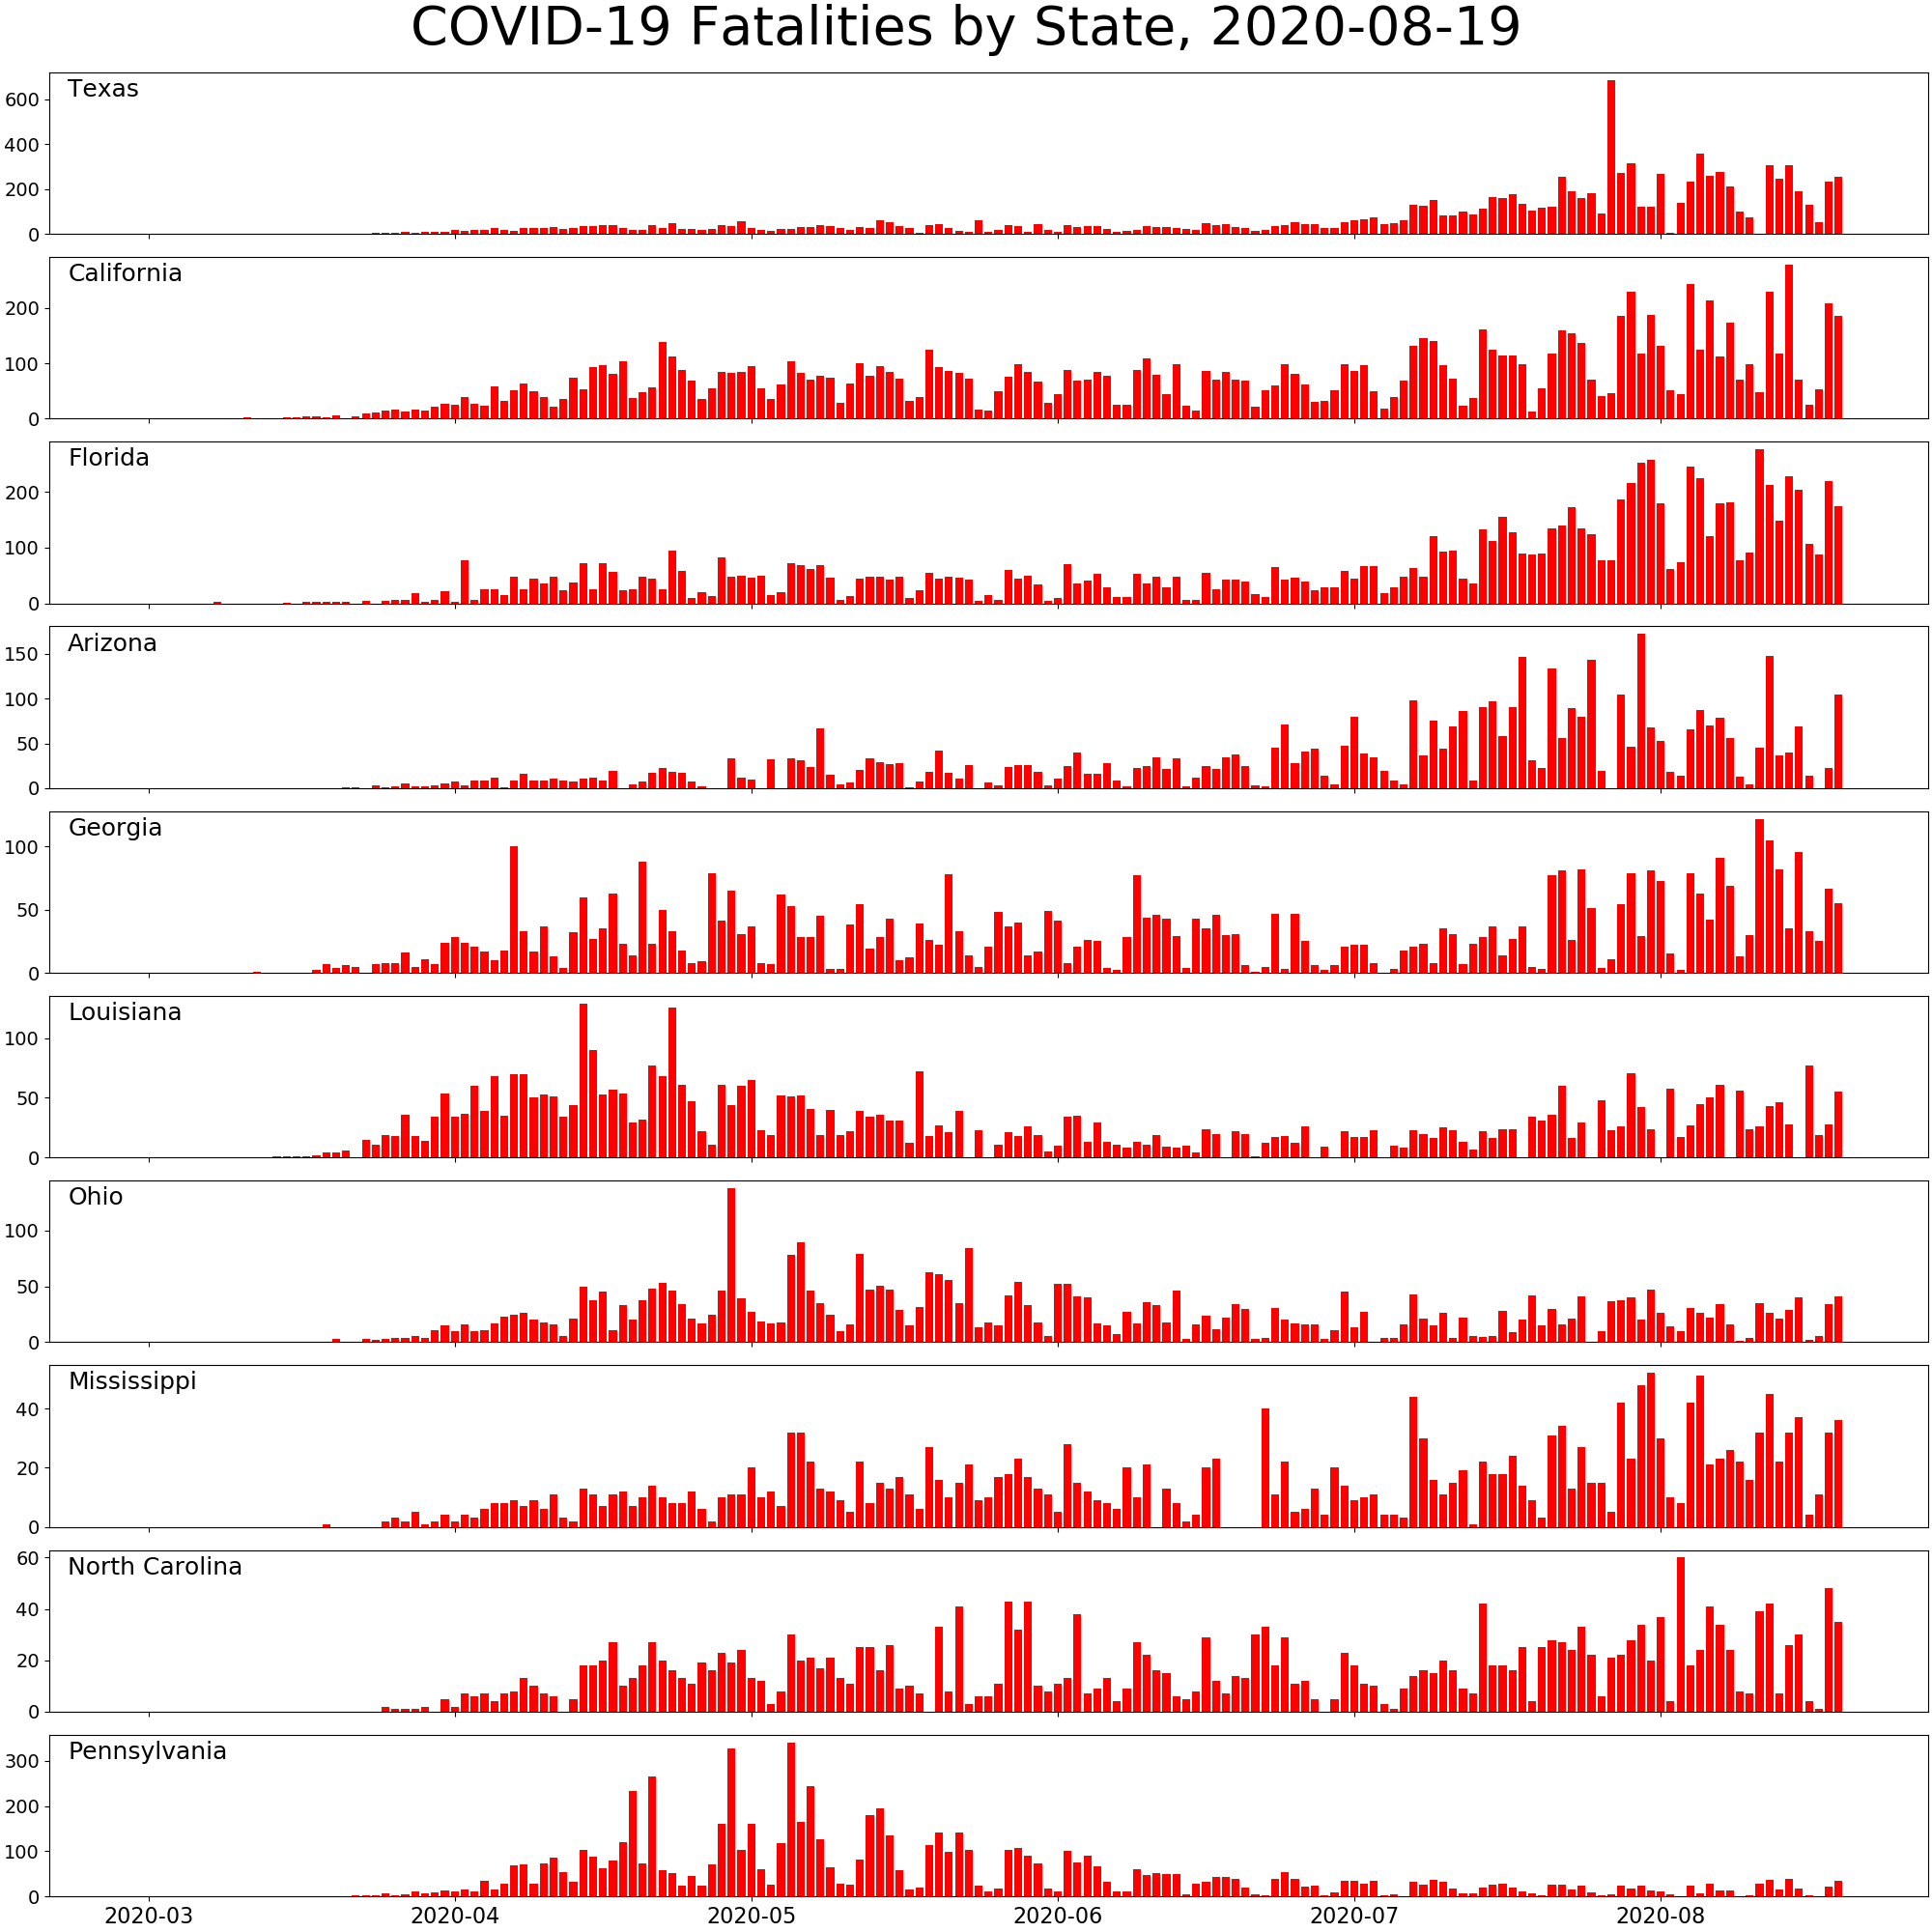 COVID-19 Fatalities by State, 2020-08-19
Texas
600
400
200
0
California
200
100
0
Florida
200
100
0
Arizona
150
100
50
0
Georgia
100
50
0
Louisiana
100
50
0
Ohio
100
50
0
Mississippi
40
20
0
North Carolina
60
40
20
0
Pennsylvania
300
200
100
0
2020-03 2020-04 2020-05 2020-06 2020-07 2020-08